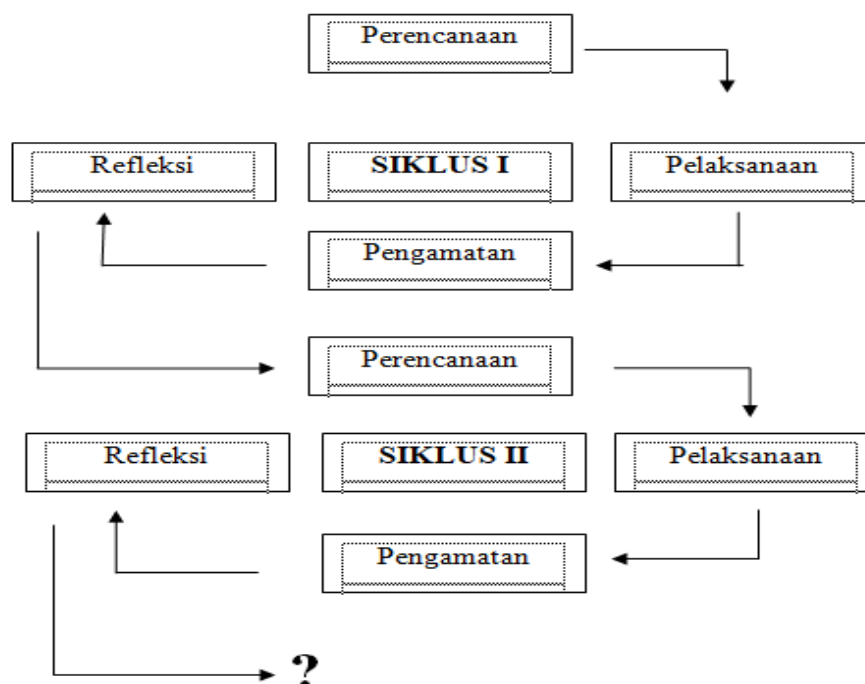 Perencanaan
Refleksi
SIKLUS I
Pelaksanaan
Pengamatan
Perencanaan
Refleksi
SIKLUS II
Pelaksanaan
Pengamatan
?